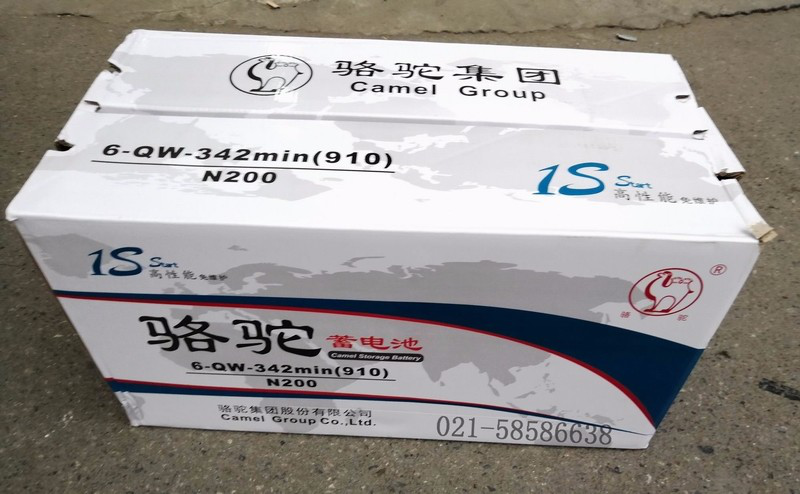 骆驼集团
Camel Group
6-QW-342min(910)
N200
1S Start
高性能免维护
1S Start
高性能免维护
®
骆驼
骆驼 蓄电池
Camel Storage Battery
6-QW-342min(910)
N200
骆驼集团股份有限公司
Camel Group Co.,Ltd.
021-58586638